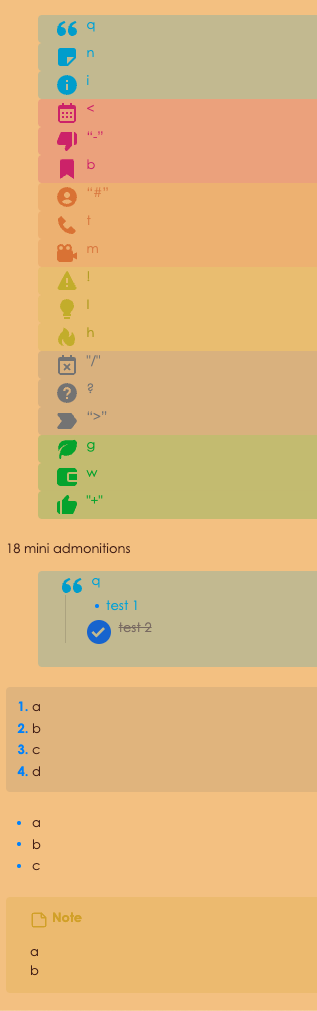 q
n
i
<
“-”
b
“#”
t
m
!
l
h
"/"
?
“>”
g
w
"+"
18 mini admonitions
q
• test 1
test 2
1. a
2. b
3. c
4. d
• a
• b
• c
Note
a
b